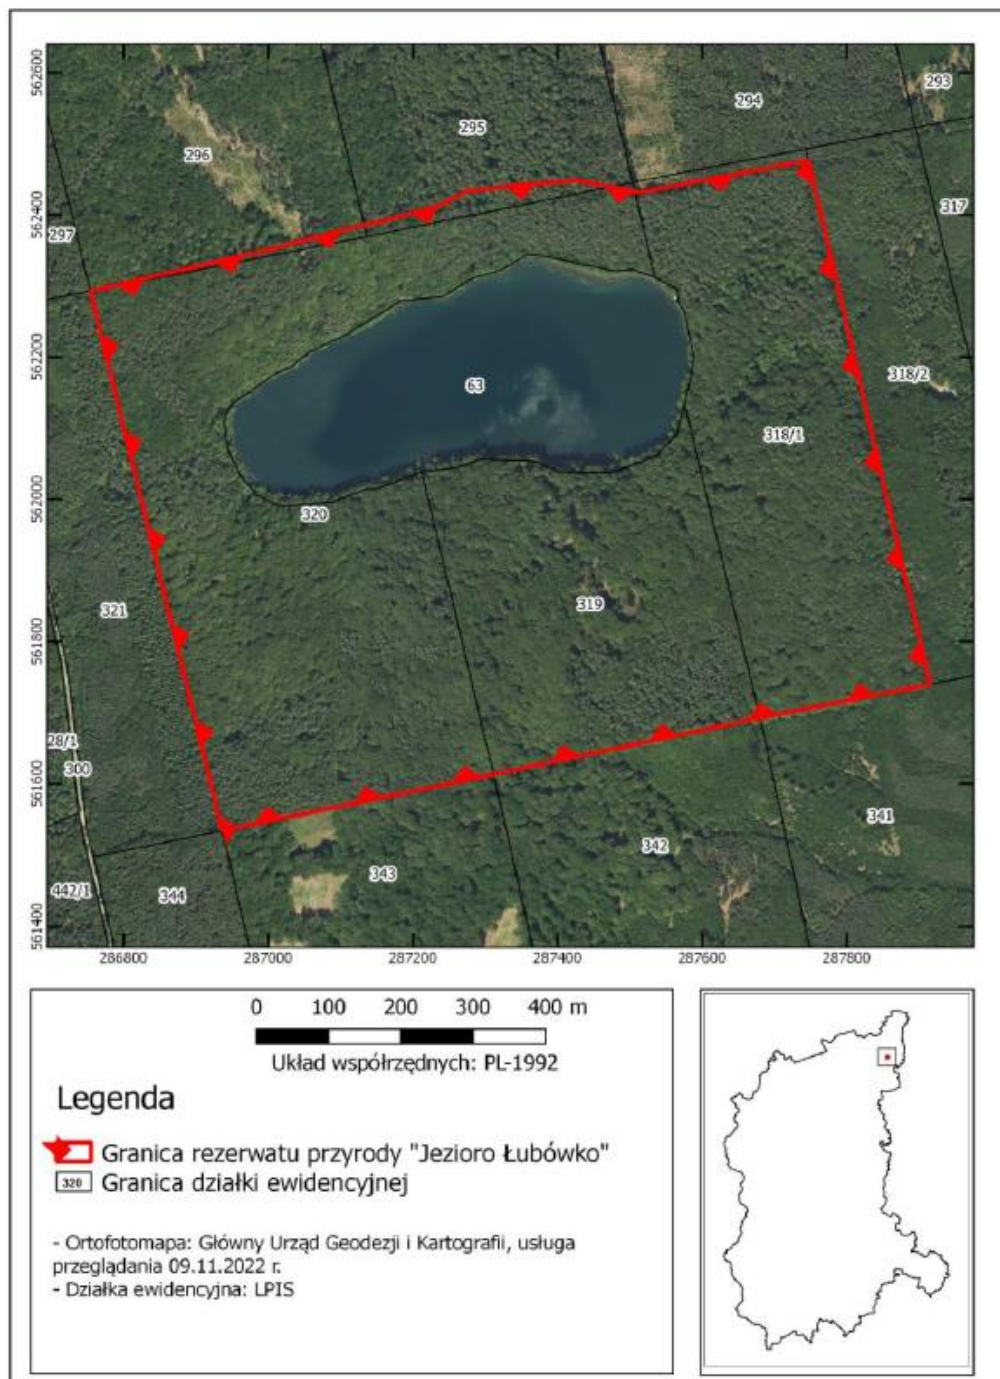 562600
562400
562200
562000
561800
561600
561400
293
294
295
296
297
317
318/2
63
318/1
320
319
321
28/1
300
341
342
343
442/1
344
286800 287000 287200 287400 287600 287800
0 100 200 300 400 m
Układ współrzędnych: PL-1992
Legenda
Granica rezerwatu przyrody "Jezioro Łubówko"
320 Granica działki ewidencyjnej
- Ortofotomapa: Główny Urząd Geodezji i Kartografii, usługa
przeglądania 09.11.2022 r.
- Działka ewidencyjna: LPIS